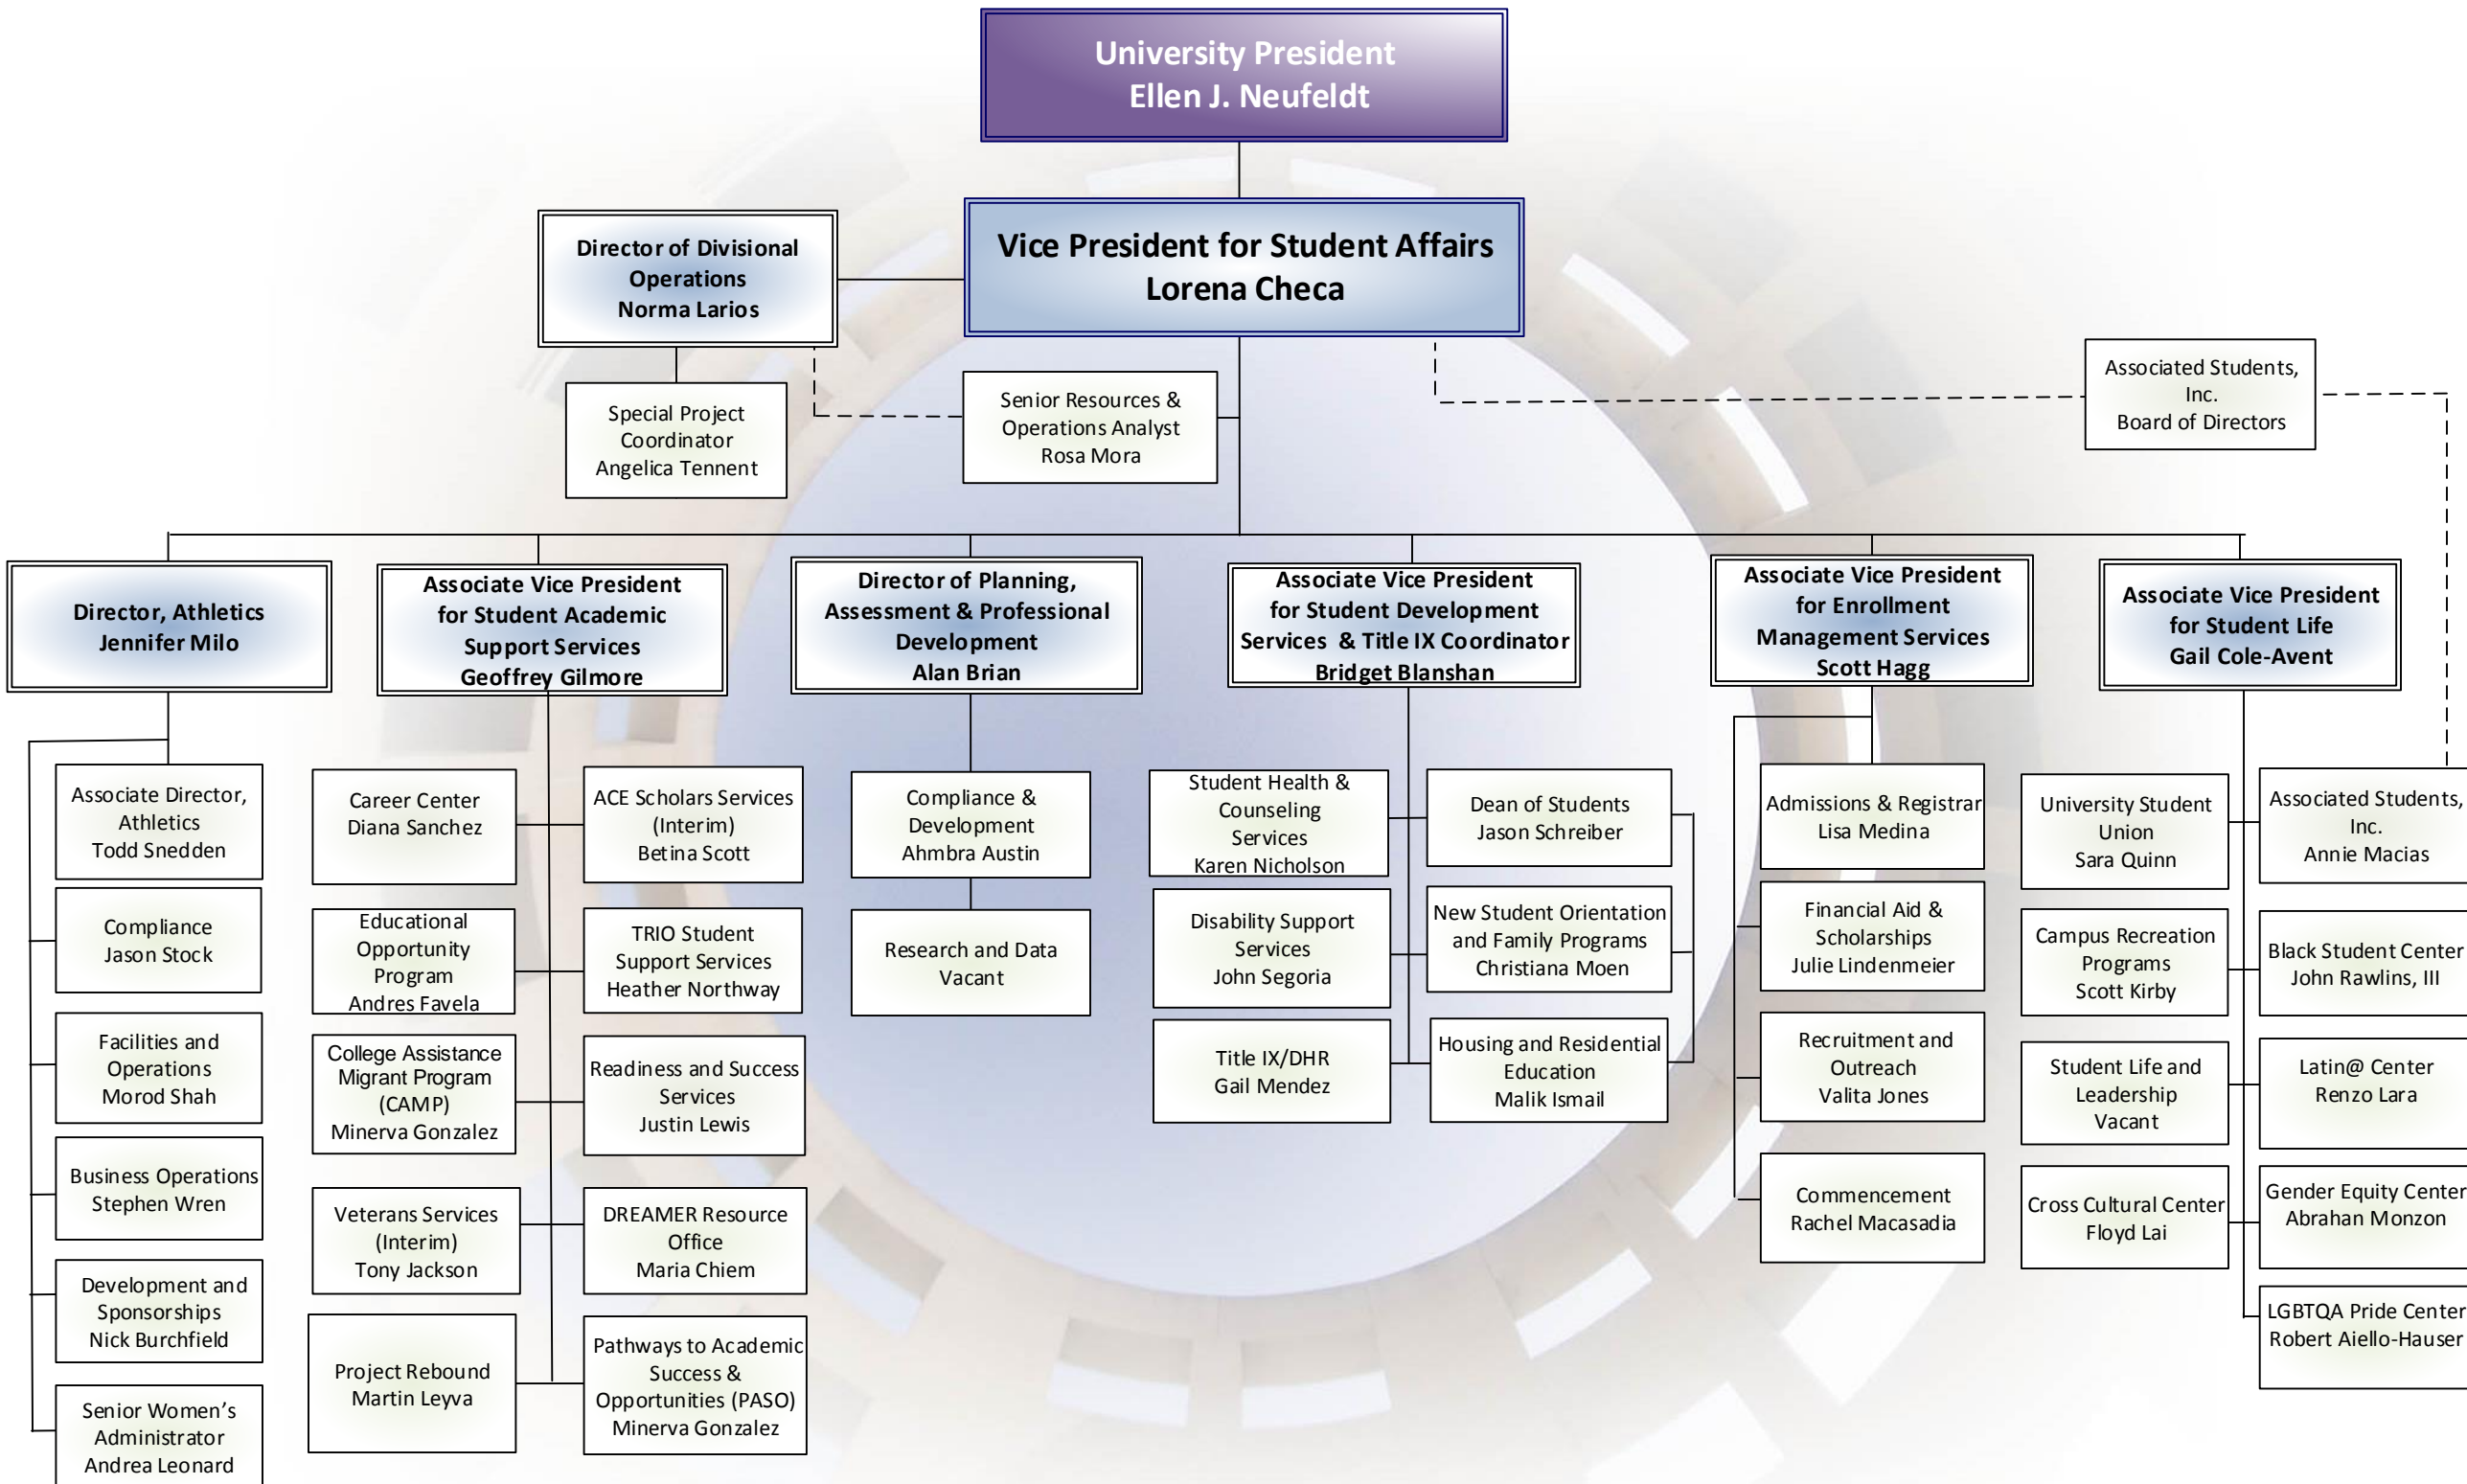 University President
Ellen J. Neufeldt
Vice President for Student Affairs
Lorena Checa
Director of Divisional
Operations
Norma Larios
Special Project
Coordinator
Angelica Tennent
Senior Resources &
Operations Analyst
Rosa Mora
Associated Students,
Inc.
Board of Directors
Director, Athletics
Jennifer Milo
Associate Vice President
for Student Academic
Support Services
Geoffrey Gilmore
Director of Planning,
Assessment & Professional
Development
Alan Brian
Associate Vice President
for Student Development
Services & Title IX Coordinator
Bridget Blanshan
Associate Vice President
for Enrollment
Management Services
Scott Hagg
Associate Vice President
for Student Life
Gail Cole-Avent
Associate Director,
Athletics
Todd Snedden
Compliance
Jason Stock
Facilities and
Operations
Morod Shah
Business Operations
Stephen Wren
Development and
Sponsorships
Nick Burchfield
Senior Women's
Administrator
Andrea Leonard
Career Center
Diana Sanchez
ACE Scholars Services
(Interim)
Betina Scott
Educational
Opportunity
Program
Andres Favela
TRIO Student
Support Services
Heather Northway
College Assistance
Migrant Program
(CAMP)
Minerva Gonzalez
Readiness and Success
Services
Justin Lewis
Veterans Services
(Interim)
Tony Jackson
DREAMER Resource
Office
Maria Chiem
Project Rebound
Martin Leyva
Pathways to Academic
Success &
Opportunities (PASO)
Minerva Gonzalez
Compliance &
Development
Ahmbra Austin
Research and Data
Vacant
Student Health &
Counseling
Services
Karen Nicholson
Dean of Students
Jason Schreiber
Disability Support
Services
John Segoria
New Student Orientation
and Family Programs
Christiana Moen
Title IX/DHR
Gail Mendez
Housing and Residential
Education
Malik Ismail
Admissions & Registrar
Lisa Medina
Financial Aid &
Scholarships
Julie Lindenmeier
Recruitment and
Outreach
Valita Jones
Commencement
Rachel Macasadia
University Student
Union
Sara Quinn
Associated Students,
Inc.
Annie Macias
Campus Recreation
Programs
Scott Kirby
Black Student Center
John Rawlins, III
Student Life and
Leadership
Vacant
Latin@ Center
Renzo Lara
Cross Cultural Center
Floyd Lai
Gender Equity Center
Abrahan Monzon
LGBTQA Pride Center
Robert Aiello-Hauser